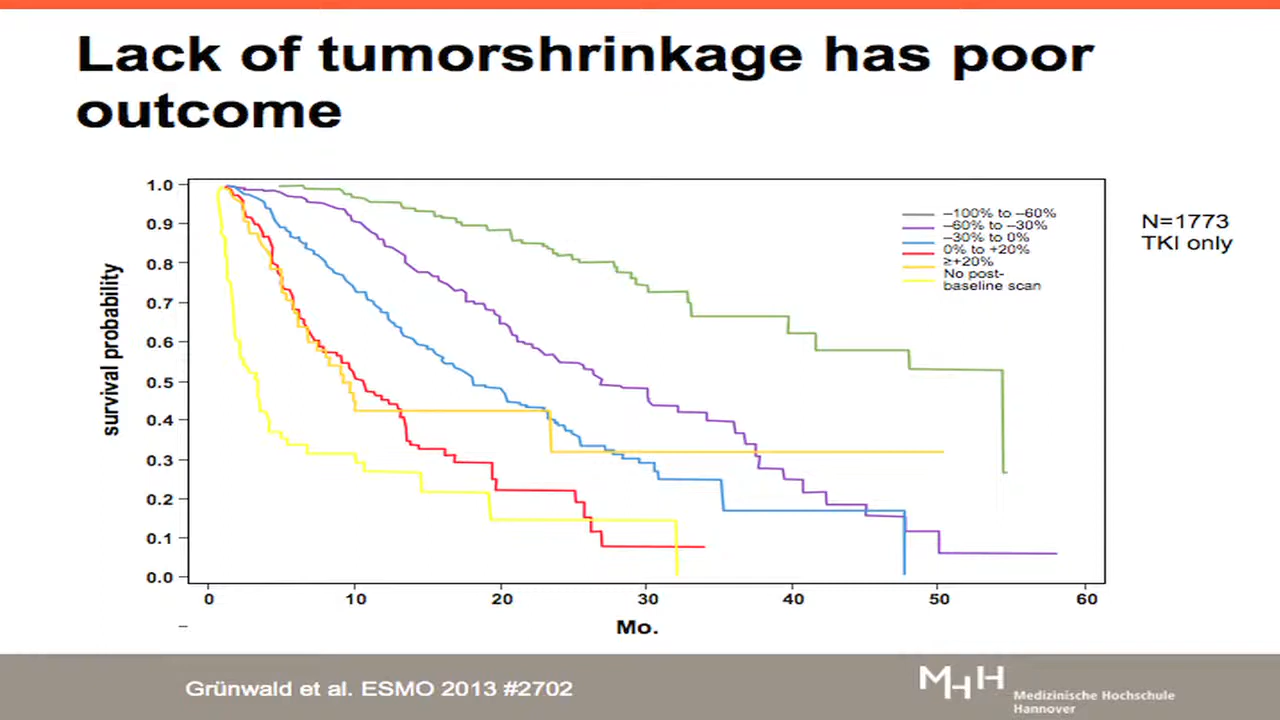 Lack of tumorshrinkage has poor
outcome
1.0
0.9
0.8
0.7
0.6
0.5
0.4
0.3
0.2
0.1
0.0
survival probability
0 10 20 30 40 50 60
Mo.
–100% to –60%
–60% to –30%
–30% to 0%
0% to +20%
≥+20%
No post-
baseline scan
N=1773
TKI only
Grünwald et al. ESMO 2013 #2702
MHH
Medizinische Hochschule
Hannover